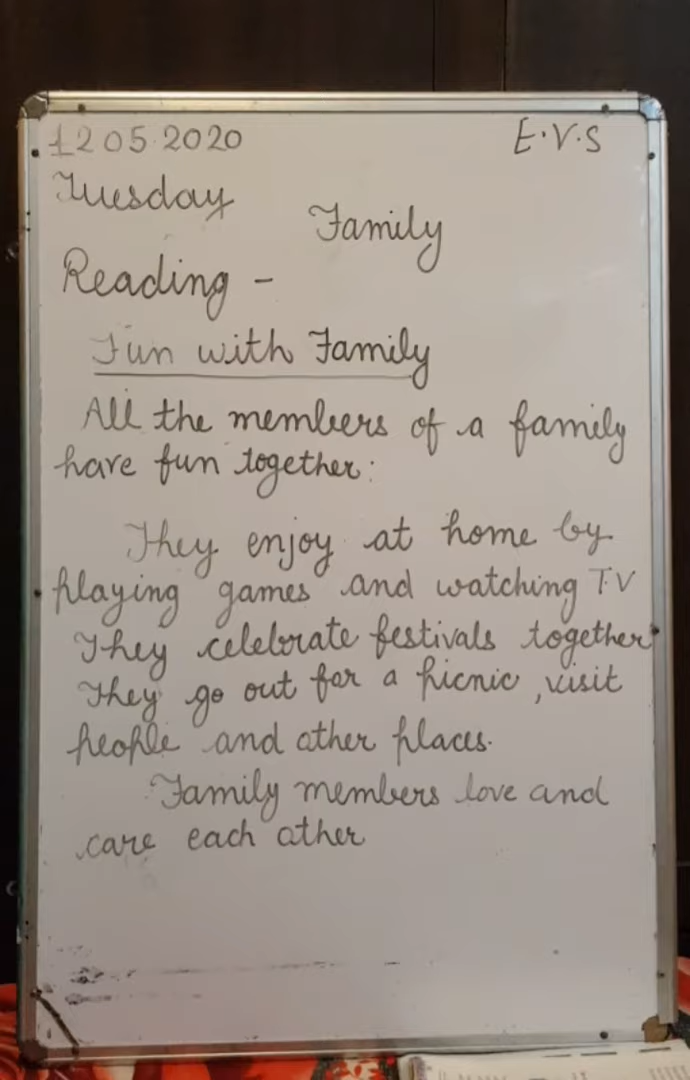 12 05.2020 E.V.S
Tuesday
Family
Reading -
Fun with Family
All the members of a family
have fun together:
They enjoy at home by
playing games and watching TV
They celebrate festivals together
They go out for a picnic, visit
people and other places.
Family members love and
care each other